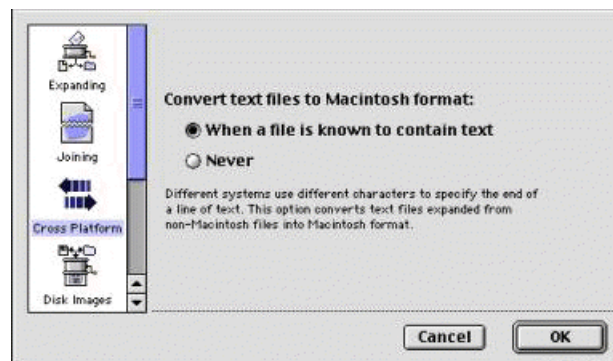 Expanding
Joining
Cross Platform
Disk Images
Convert text files to Macintosh format:
When a file is known to contain text
Never
Different systems use different characters to specify the end of
a line of text. This option converts text files expanded from
non-Macintosh files into Macintosh format.
Cancel
OK